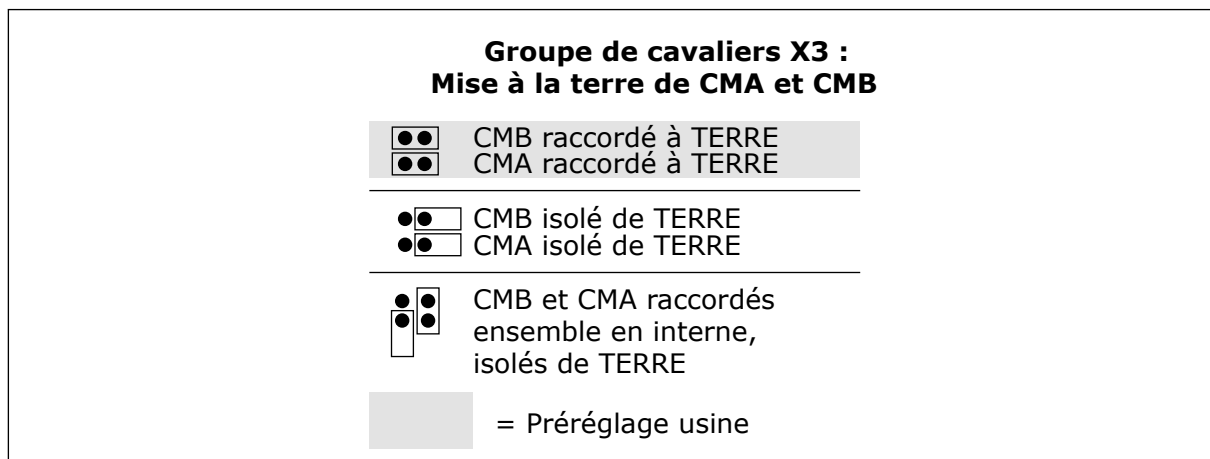 Groupe de cavaliers X3 :
Mise à la terre de CMA et CMB
CMB raccordé à TERRE
CMA raccordé à TERRE
CMB isolé de TERRE
CMA isolé de TERRE
CMB et CMA raccordés
ensemble en interne,
isolés de TERRE
= Préréglage usine